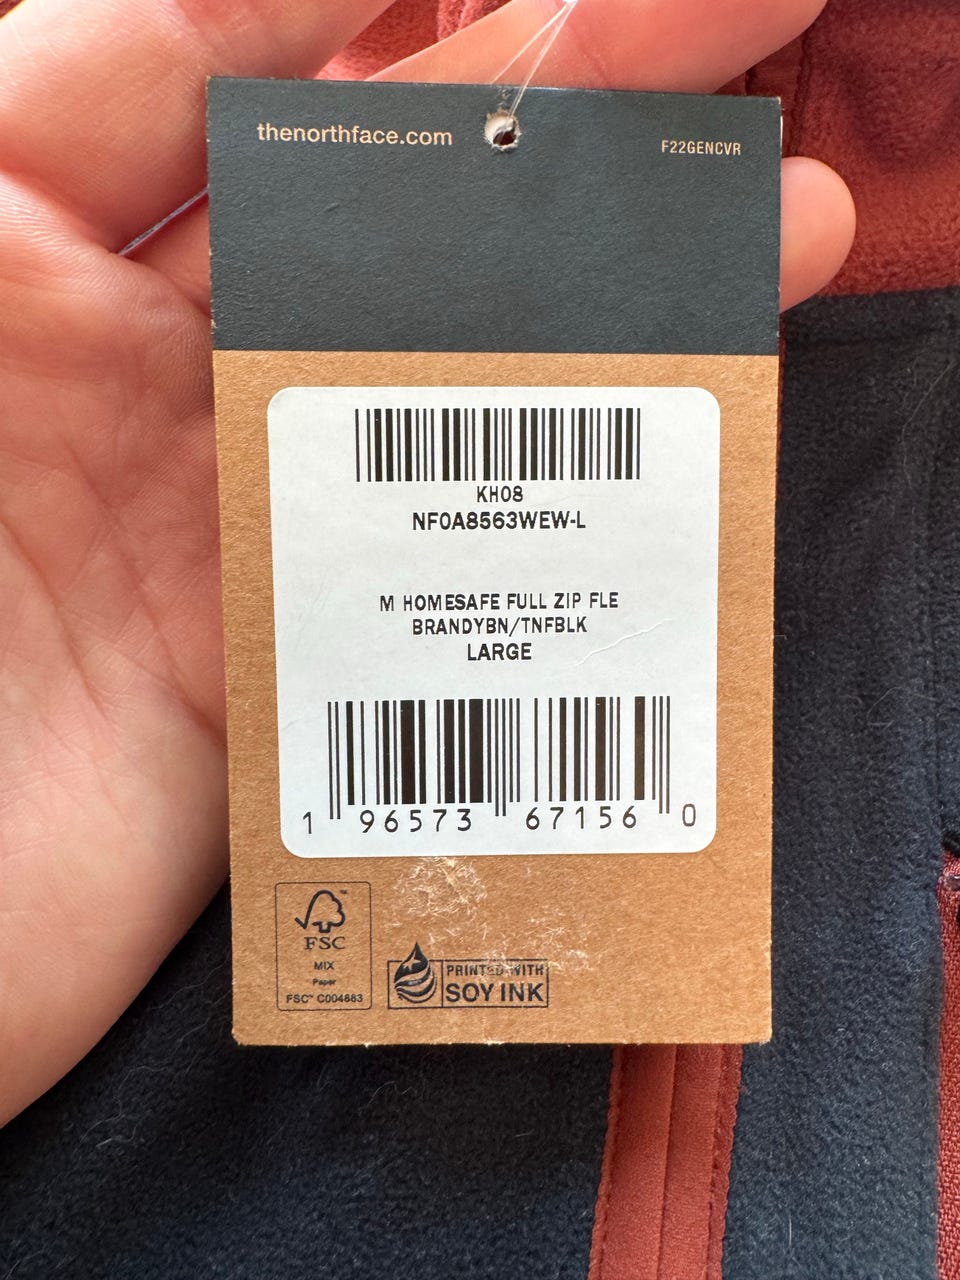 thenorthface.com
F22GENCVR
KH08
NF0A8563WEW-L
M HOMESAFE FULL ZIP FLE
BRANDYBN/TNFBLK
LARGE
1 96573 67156 0
FSC
MIX
Paper
FSC™ C004883
PRINTED WITH
SOY INK